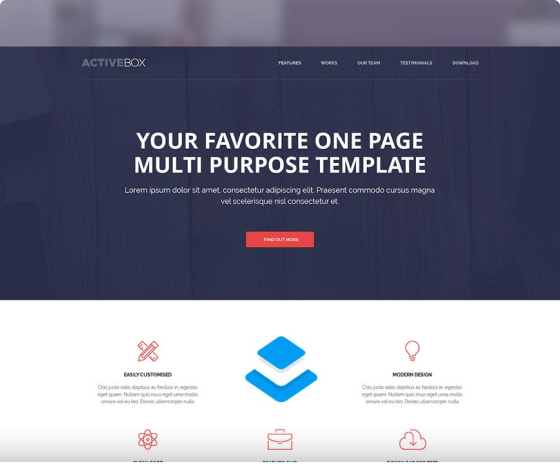 ACTIVEBOX
FEATURES WORKS OUR TEAM TESTIMONIALS DOWNLOAD
YOUR FAVORITE ONE PAGE
MULTI PURPOSE TEMPLATE
Lorem ipsum dolor sit amet, consectetur adipiscing elit. Praesent commodo cursus magna
vel scelerisque nisl consectetur et.
FIND OUT MORE
EASILY CUSTOMISED
Cras justo odio, dapibus ac facilisis in, egestas
eget quam. Nullam quis risus eget urna mollis
ornare vel eu leo. Donec ullamcorper nulla
MODERN DESIGN
Cras justo odio, dapibus ac facilisis in, egestas
eget quam. Nullam quis risus eget urna mollis
ornare vel eu leo. Donec ullamcorper nulla